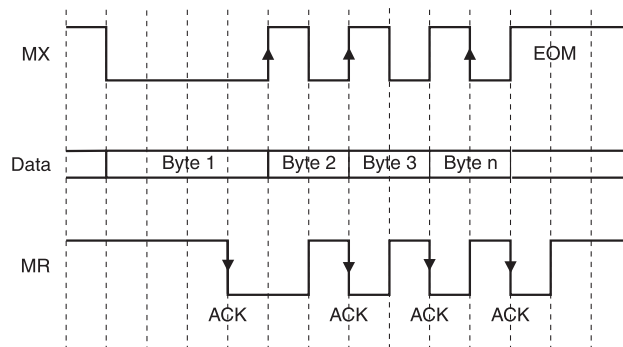 MX EOM
Data Byte 1 Byte 2 Byte 3 Byte n
MR
ACK ACK ACK ACK